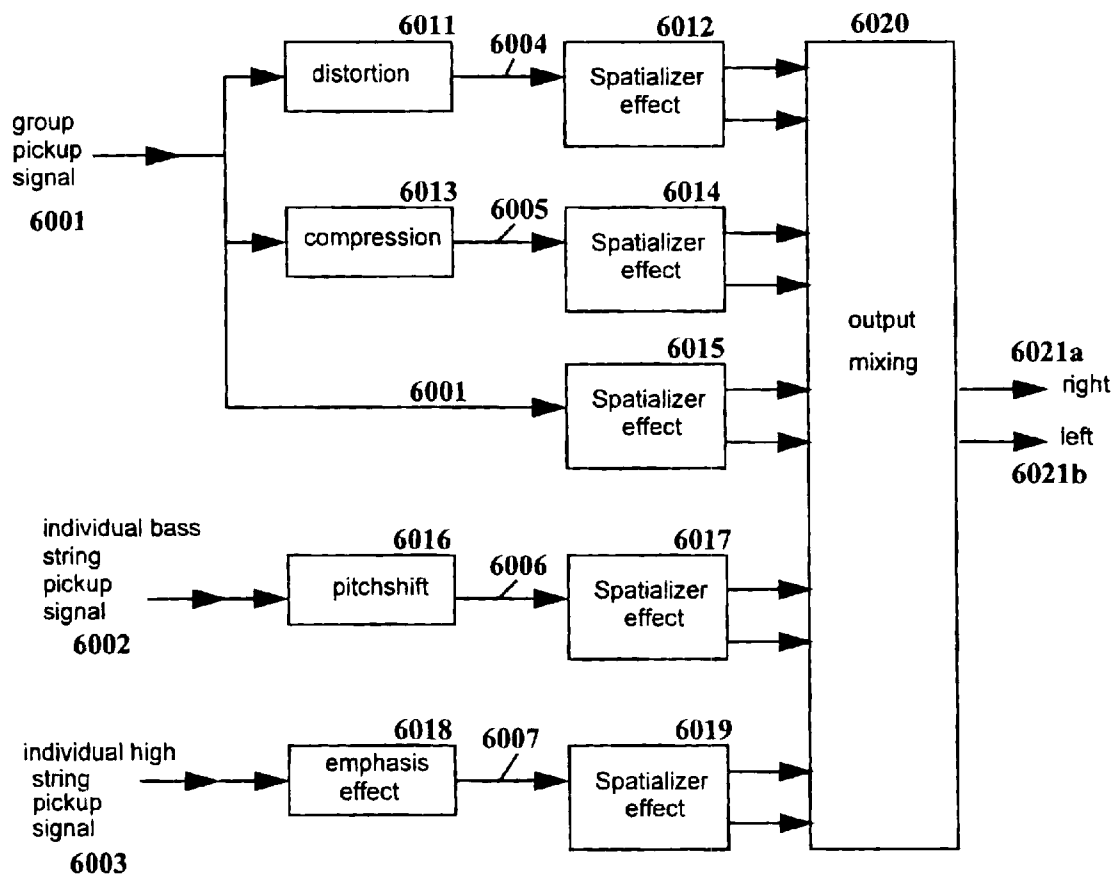 6011
6004
6012
6020
distortion
Spatializer
effect
group
pickup
signal
6001
6013
6005
6014
compression
Spatializer
effect
output
mixing
6015
6001
Spatializer
effect
6021a
right
left
6021b
individual bass
string
pickup
signal
6002
6016
6006
6017
pitchshift
Spatializer
effect
individual high
string
pickup
signal
6003
6018
6007
6019
emphasis
effect
Spatializer
effect